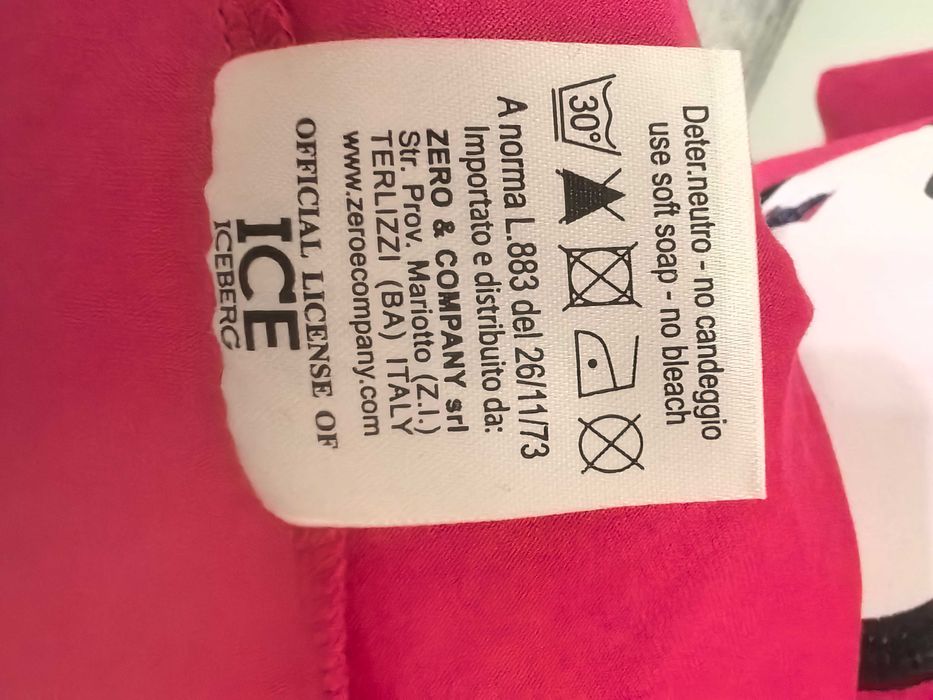 Deter.neutro - no candeggio
use soft soap - no bleach
30°
A norma L.883 del 26/11/73
Importato e distribuito da:
ZERO & COMPANY srl
Str. Prov. Mariotto (Z.I.)
TERLIZZI (BA) ITALY
www.zeroecompany.com
OFFICIAL LICENSE OF
ICE
ICEBERG